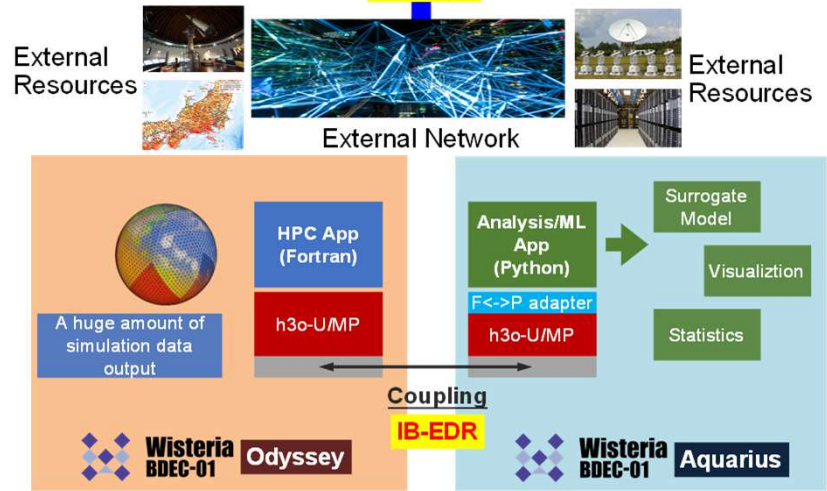 External
Resources
External
Resources
External Network
HPC App
(Fortran)
Analysis/ML
App
(Python)
Surrogate
Model
Visualiztion
F<->P adapter
A huge amount of
simulation data
output
h3o-U/MP
h3o-U/MP
Statistics
Coupling
IB-EDR
Wisteria
BDEC-01
Odyssey
Wisteria
BDEC-01
Aquarius